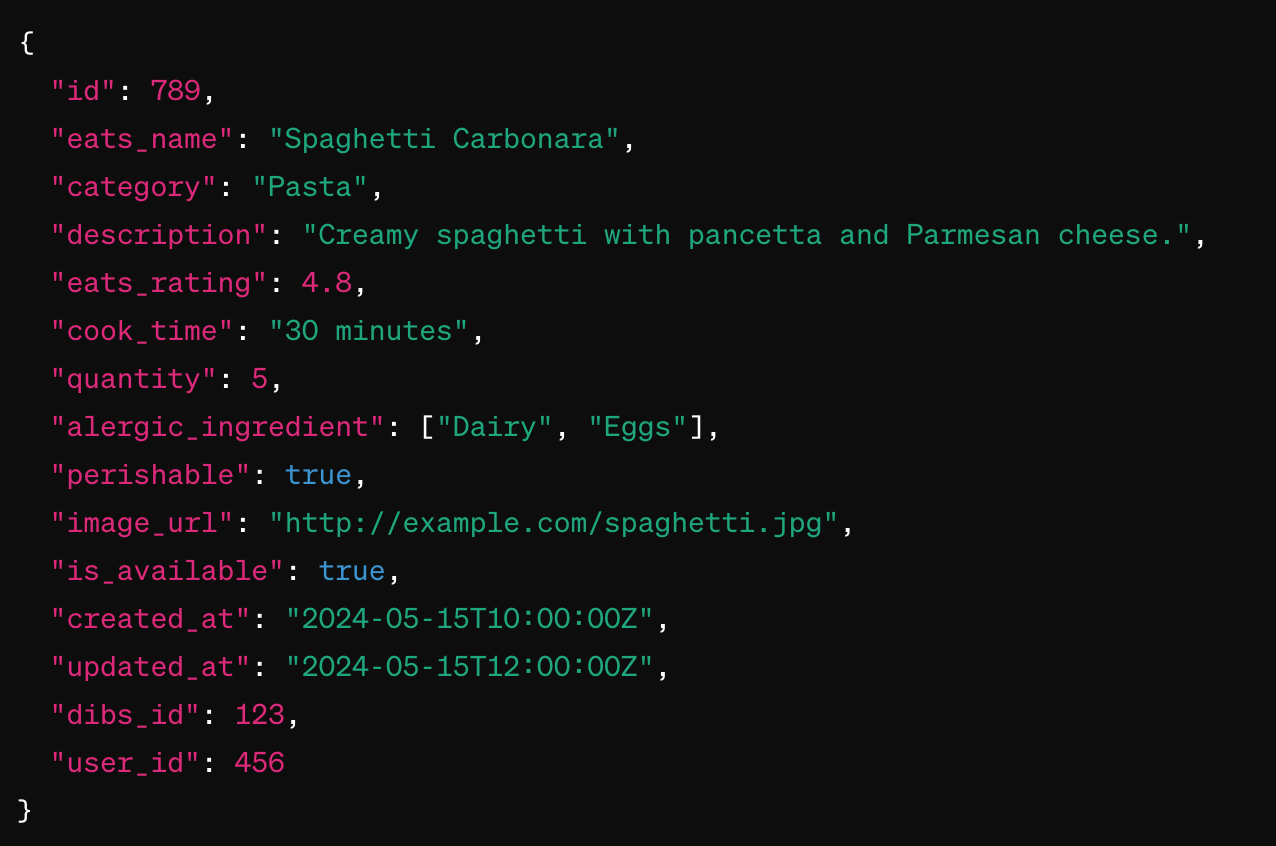 {
  "id": 789,
  "eats_name": "Spaghetti Carbonara",
  "category": "Pasta",
  "description": "Creamy spaghetti with pancetta and Parmesan cheese.",
  "eats_rating": 4.8,
  "cook_time": "30 minutes",
  "quantity": 5,
  "alergic_ingredient": ["Dairy", "Eggs"],
  "perishable": true,
  "image_url": "http://example.com/spaghetti.jpg",
  "is_available": true,
  "created_at": "2024-05-15T10:00:00Z",
  "updated_at": "2024-05-15T12:00:00Z",
  "dibs_id": 123,
  "user_id": 456
}